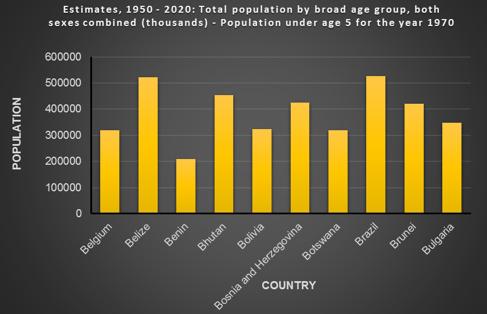 Estimates, 1950 - 2020: Total population by broad age group, both
sexes combined (thousands) - Population under age 5 for the year 1970
POPULATION
600000
500000
400000
300000
200000
100000
0
Belgium
Belize
Benin
Bhutan
Bolivia
Bosnia and Herzegovina
Botswana
Brazil
Brunei
Bulgaria
COUNTRY